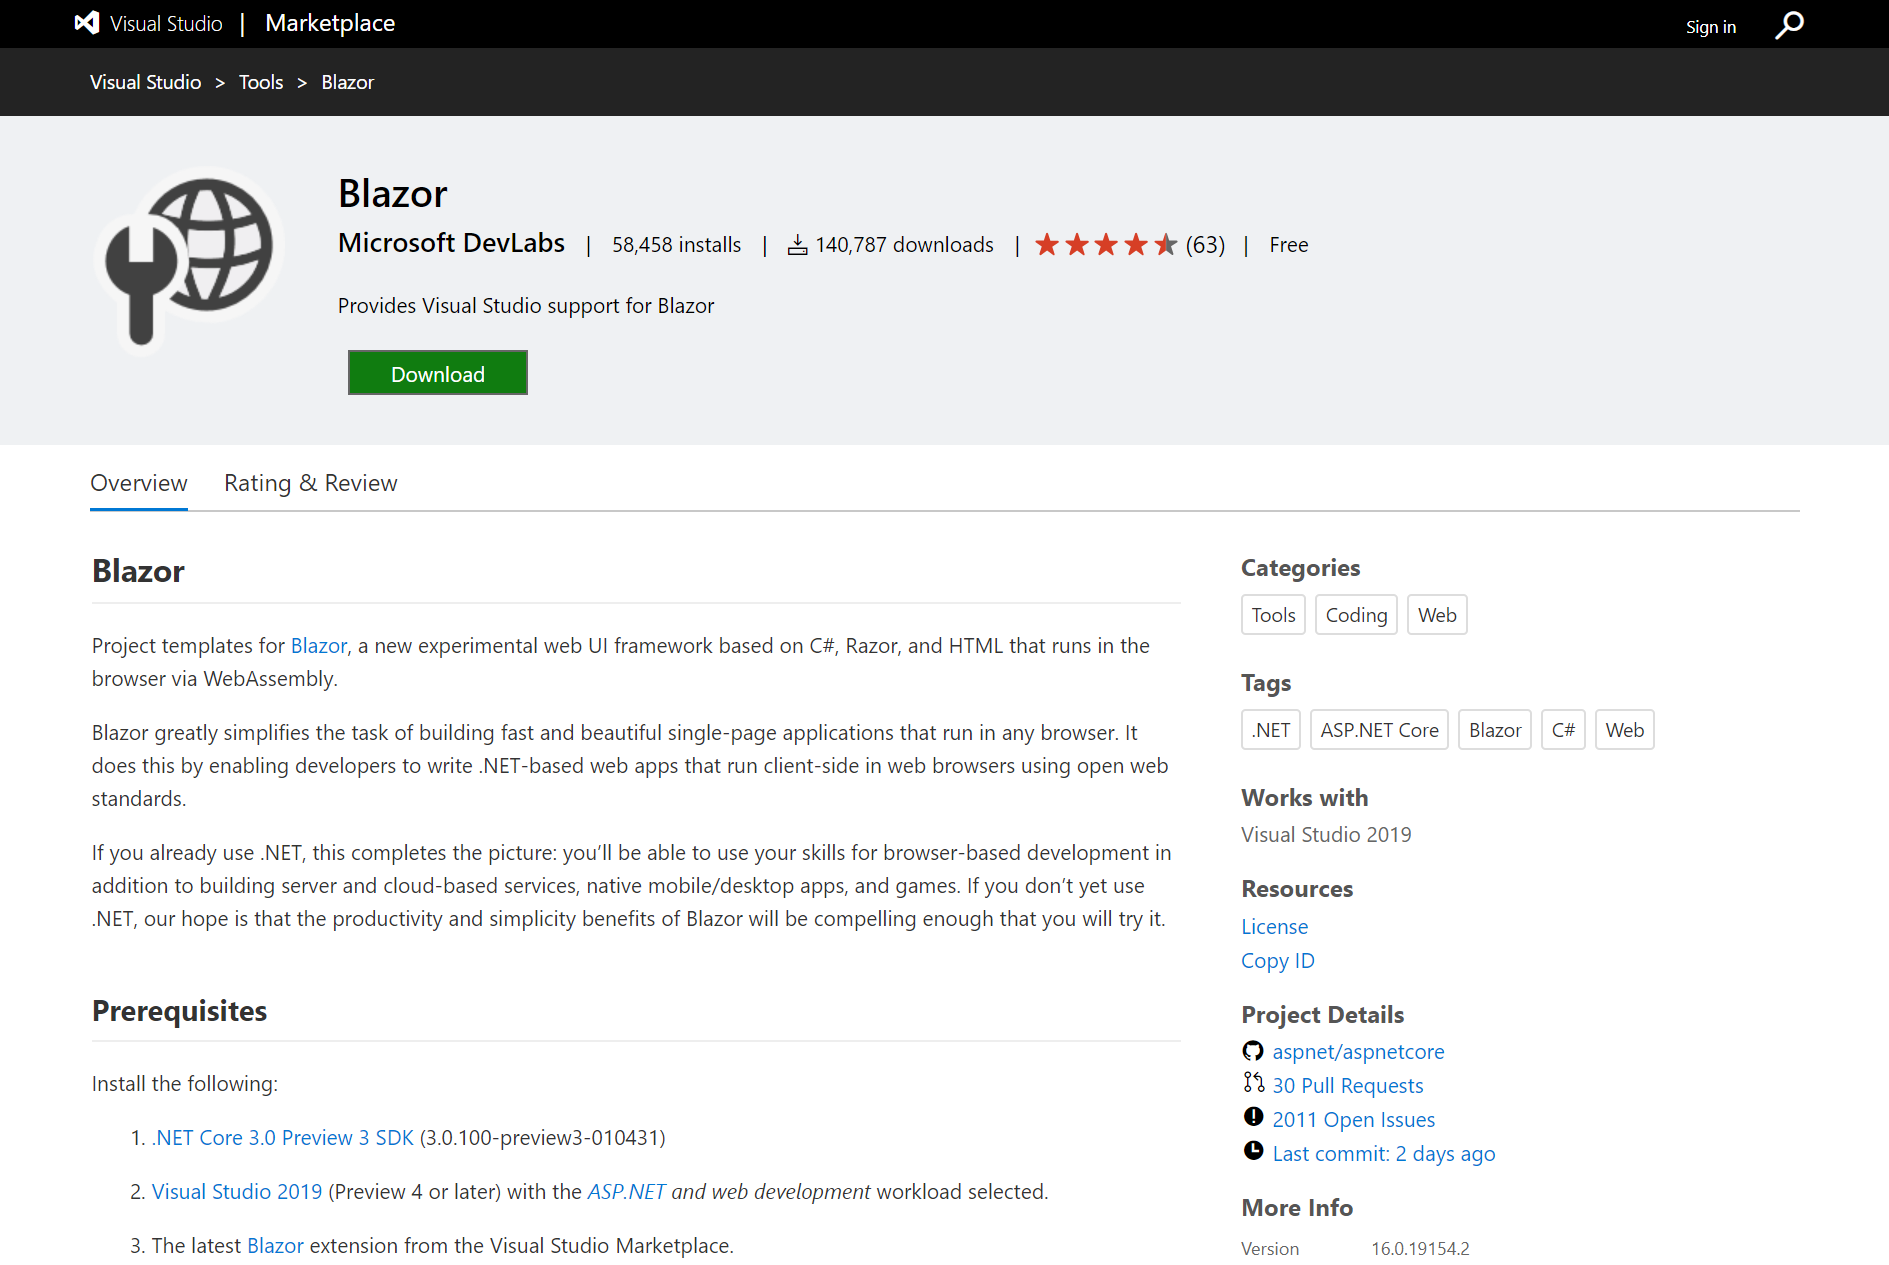 Visual Studio | Marketplace
Sign in
Visual Studio > Tools > Blazor
Blazor
Microsoft DevLabs | 58,458 installs | 140,787 downloads | (63) | Free
Provides Visual Studio support for Blazor
Download
Overview Rating & Review
Blazor
Project templates for Blazor, a new experimental web UI framework based on C#, Razor, and HTML that runs in the
browser via WebAssembly.
Blazor greatly simplifies the task of building fast and beautiful single-page applications that run in any browser. It
does this by enabling developers to write .NET-based web apps that run client-side in web browsers using open web
standards.
If you already use .NET, this completes the picture: you’ll be able to use your skills for browser-based development in
addition to building server and cloud-based services, native mobile/desktop apps, and games. If you don’t yet use
.NET, our hope is that the productivity and simplicity benefits of Blazor will be compelling enough that you will try it.
Prerequisites
Install the following:
1. .NET Core 3.0 Preview 3 SDK (3.0.100-preview3-010431)
2. Visual Studio 2019 (Preview 4 or later) with the ASP.NET and web development workload selected.
3. The latest Blazor extension from the Visual Studio Marketplace.
Categories
Tools Coding Web
Tags
.NET ASP.NET Core Blazor C# Web
Works with
Visual Studio 2019
Resources
License
Copy ID
Project Details
aspnet/aspnetcore
30 Pull Requests
2011 Open Issues
Last commit: 2 days ago
More Info
Version 16.0.19154.2